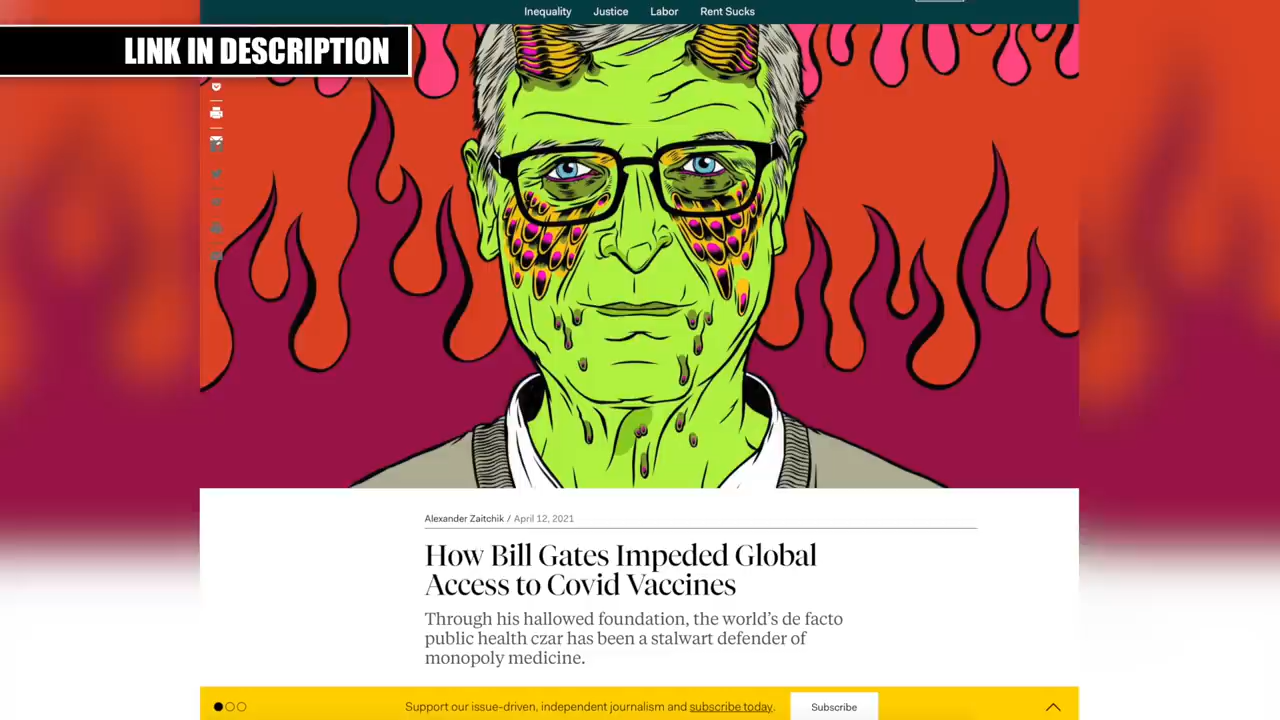 Inequality Justice Labor Rent Sucks
LINK IN DESCRIPTION
Alexander Zaitchik / April 12, 2021
How Bill Gates Impeded Global
Access to Covid Vaccines
Through his hallowed foundation, the world's de facto
public health czar has been a stalwart defender of
monopoly medicine.
Support our issue-driven, independent journalism and subscribe today.
Subscribe